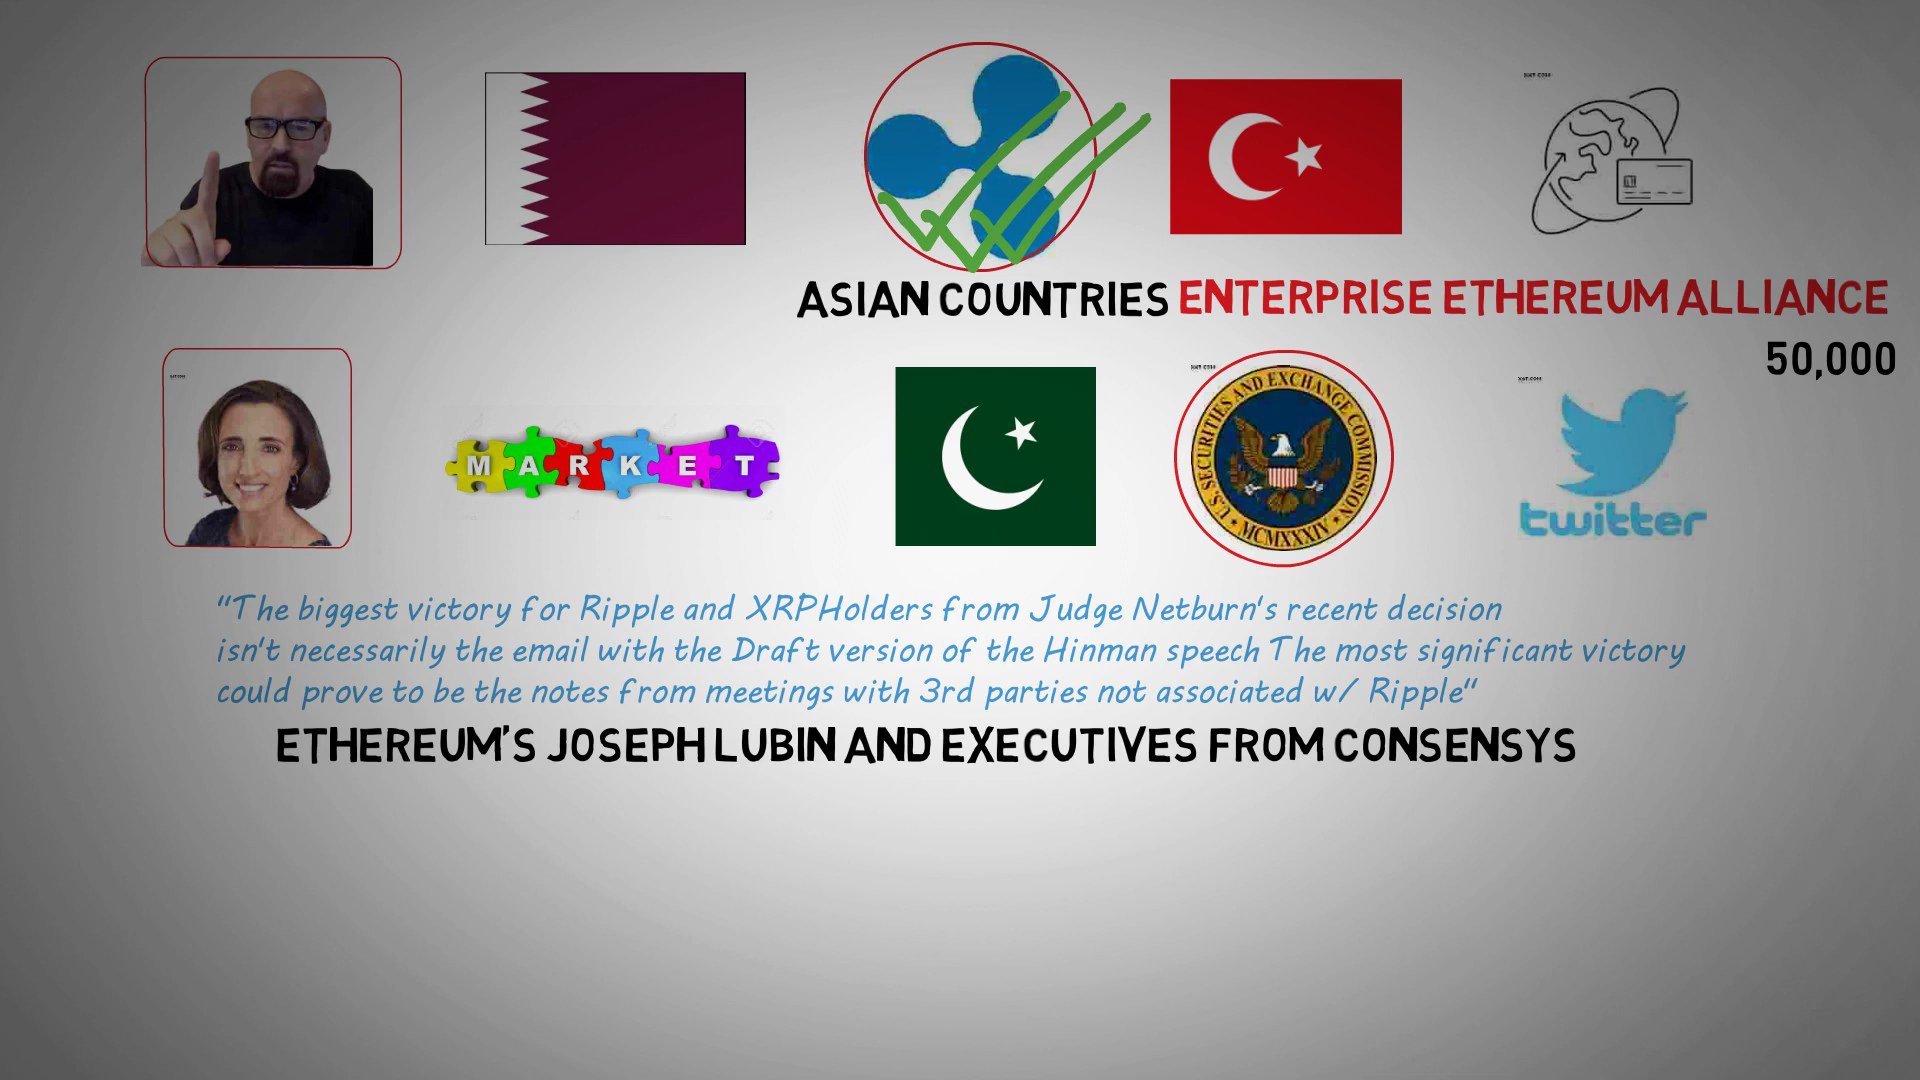 ASIAN COUNTRIES ENTERPRISE ETHEREUM ALLIANCE
50,000
MARKET
U.S. SECURITIES AND EXCHANGE COMMISSION
MCMXXXIV
twitter
"The biggest victory for Ripple and XRPHolders from Judge Netburn's recent decision
isn't necessarily the email with the Draft version of the Hinman speech The most significant victory
could prove to be the notes from meetings with 3rd parties not associated w/ Ripple"
ETHEREUM'S JOSEPH LUBIN AND EXECUTIVES FROM CONSENSYS